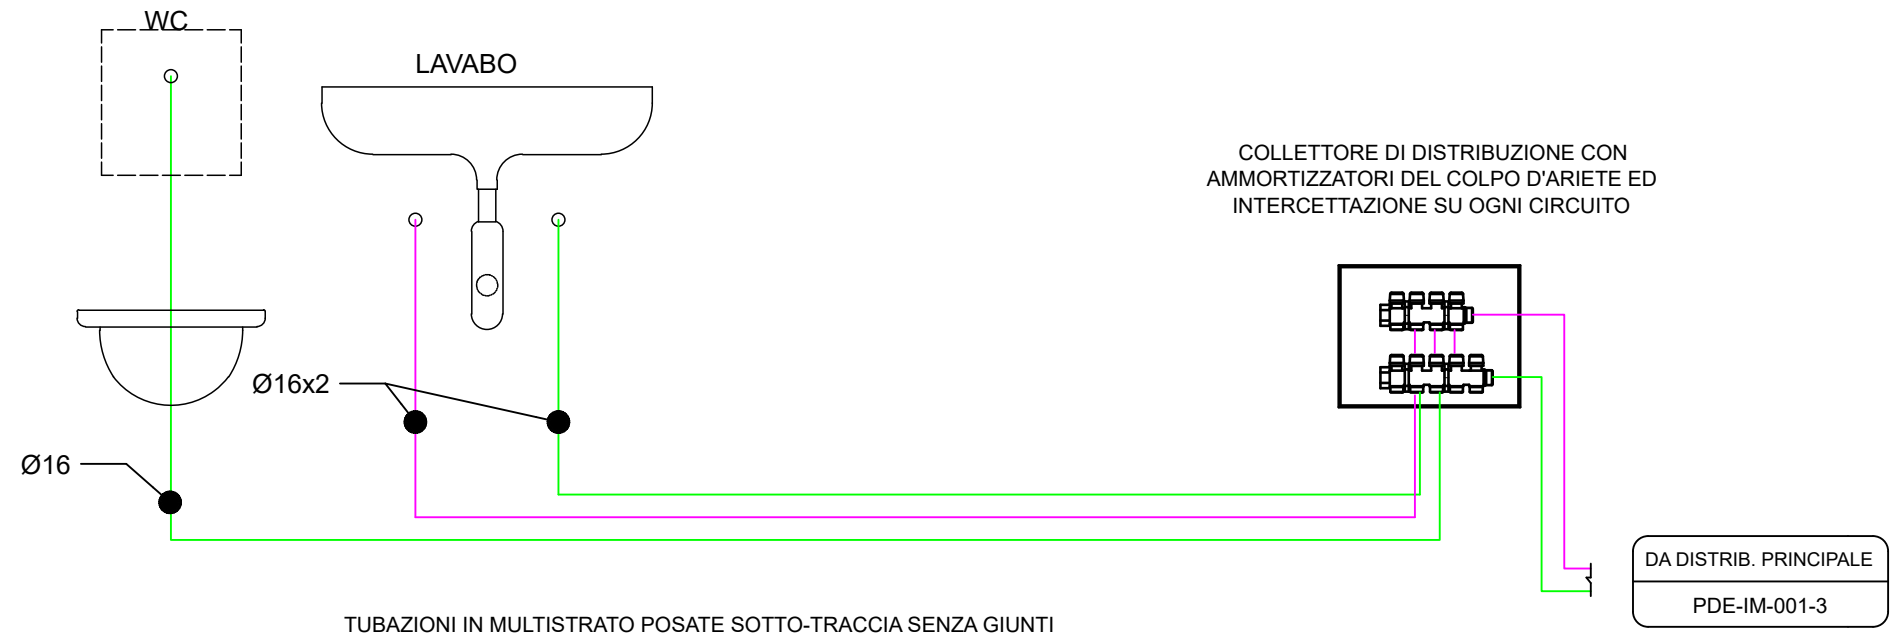 WC
LAVABO
COLLETTORE DI DISTRIBUZIONE CON
AMMORTIZZATORI DEL COLPO D'ARIETE ED
INTERCETTAZIONE SU OGNI CIRCUITO
Ø16x2
Ø16
DA DISTRIB. PRINCIPALE
PDE-IM-001-3
TUBAZIONI IN MULTISTRATO POSATE SOTTO-TRACCIA SENZA GIUNTI